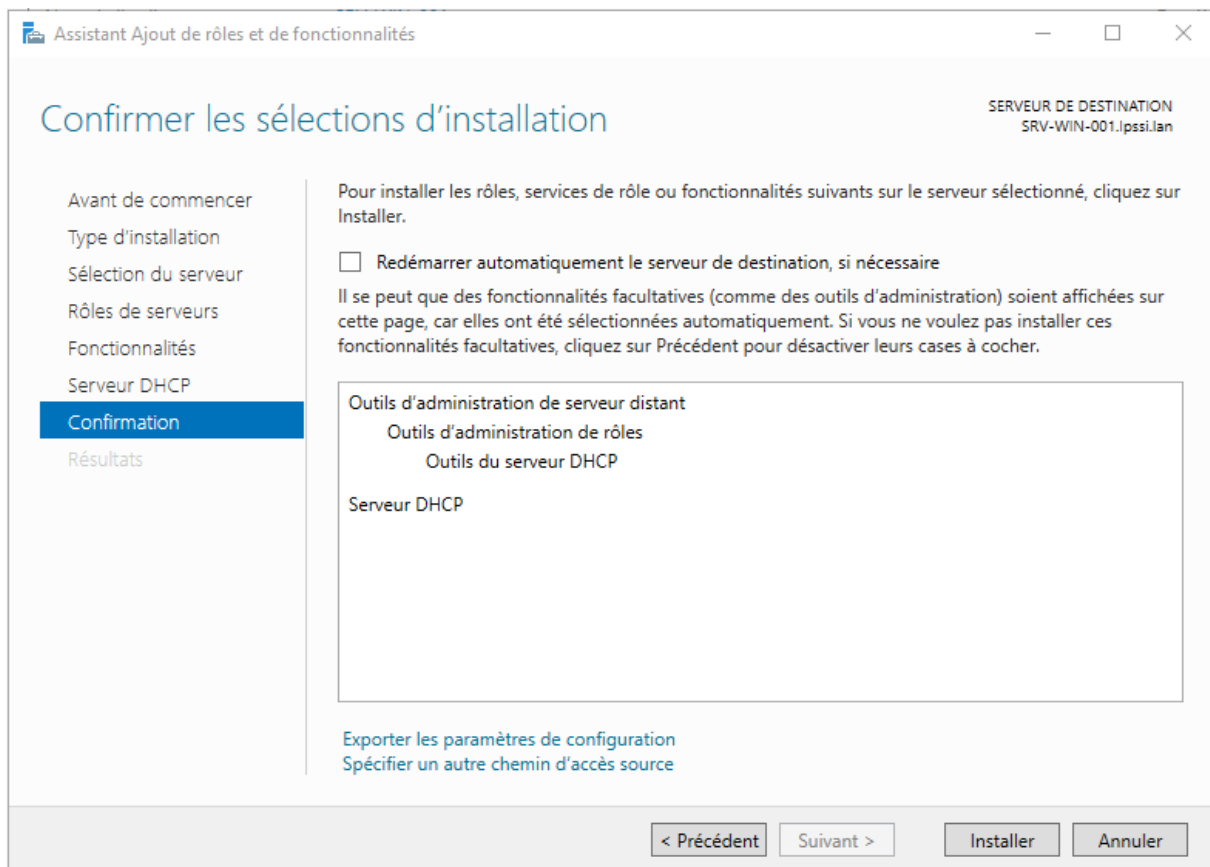 Assistant Ajout de rôles et de fonctionnalités
Confirmer les sélections d’installation
SERVEUR DE DESTINATION
SRV-WIN-001.lpssi.lan
Avant de commencer
Type d’installation
Sélection du serveur
Rôles de serveurs
Fonctionnalités
Serveur DHCP
Confirmation
Résultats
Pour installer les rôles, services de rôle ou fonctionnalités suivants sur le serveur sélectionné, cliquez sur
Installer.
Redémarrer automatiquement le serveur de destination, si nécessaire
Il se peut que des fonctionnalités facultatives (comme des outils d’administration) soient affichées sur
cette page, car elles ont été sélectionnées automatiquement. Si vous ne voulez pas installer ces
fonctionnalités facultatives, cliquez sur Précédent pour désactiver leurs cases à cocher.
Outils d’administration de serveur distant
Outils d’administration de rôles
Outils du serveur DHCP
Serveur DHCP
Exporter les paramètres de configuration
Spécifier un autre chemin d’accès source
< Précédent
Suivant >
Installer
Annuler